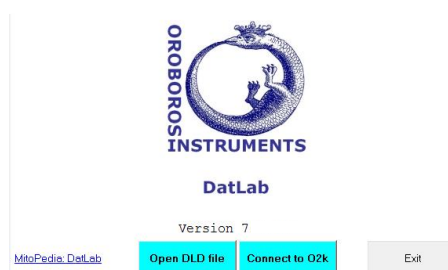 OROBOROS
INSTRUMENTS
DatLab
Version 7
MitoPedia: DatLab
Open DLD file
Connect to O2k
Exit